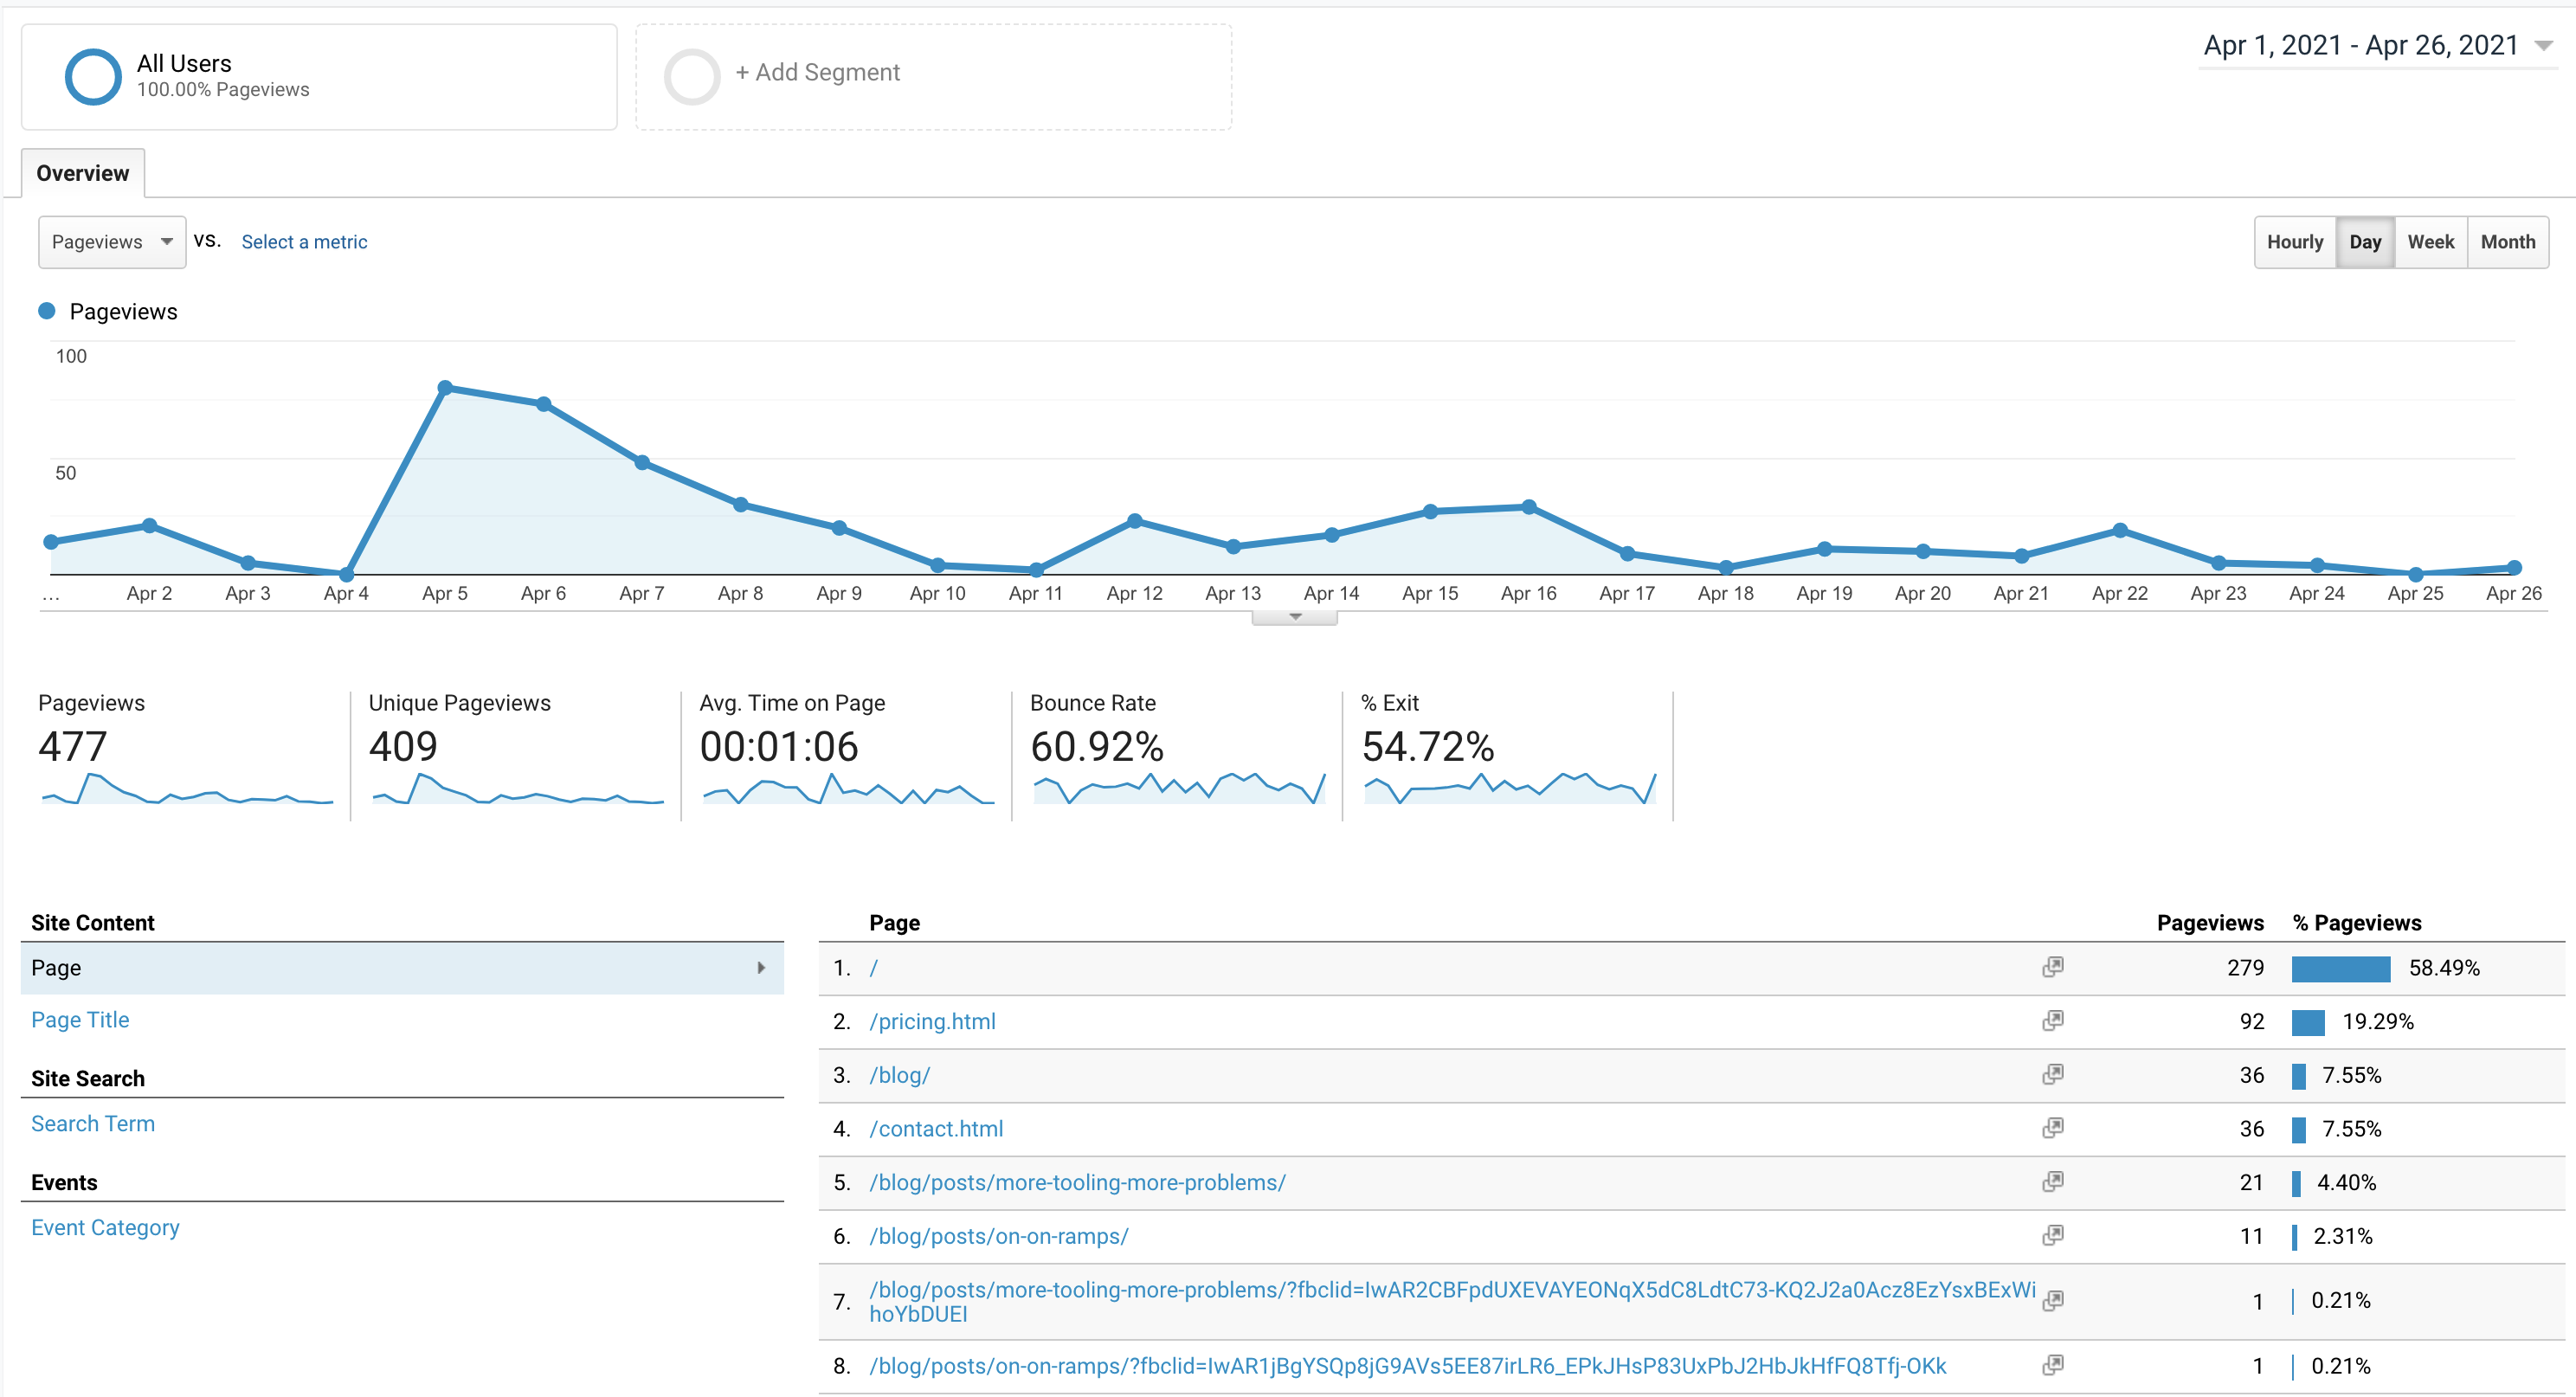 All Users
100.00% Pageviews
+ Add Segment
Apr 1, 2021 - Apr 26, 2021
Overview
Pageviews
vs.
Select a metric
Hourly
Day
Week
Month
Pageviews
100
50
...
Apr 2
Apr 3
Apr 4
Apr 5
Apr 6
Apr 7
Apr 8
Apr 9
Apr 10
Apr 11
Apr 12
Apr 13
Apr 14
Apr 15
Apr 16
Apr 17
Apr 18
Apr 19
Apr 20
Apr 21
Apr 22
Apr 23
Apr 24
Apr 25
Apr 26
Pageviews
477
Unique Pageviews
409
Avg. Time on Page
00:01:06
Bounce Rate
60.92%
% Exit
54.72%
Site Content
Page
Page Title
Site Search
Search Term
Events
Event Category
Page Pageviews % Pageviews
1. / 279 58.49%
2. /pricing.html 92 19.29%
3. /blog/ 36 7.55%
4. /contact.html 36 7.55%
5. /blog/posts/more-tooling-more-problems/ 21 4.40%
6. /blog/posts/on-on-ramps/ 11 2.31%
7. /blog/posts/more-tooling-more-problems/?fbclid=IwAR2CBFpdUXEVAYEONqX5dC8LdtC73-KQ2J2a0Acz8EzYsxBExWi
hoYbDUEI 1 0.21%
8. /blog/posts/on-on-ramps/?fbclid=IwAR1jBgYSQp8jG9AVs5EE87irLR6_EPkJHsP83UxPbJ2HbJkHfFQ8Tfj-OKk 1 0.21%